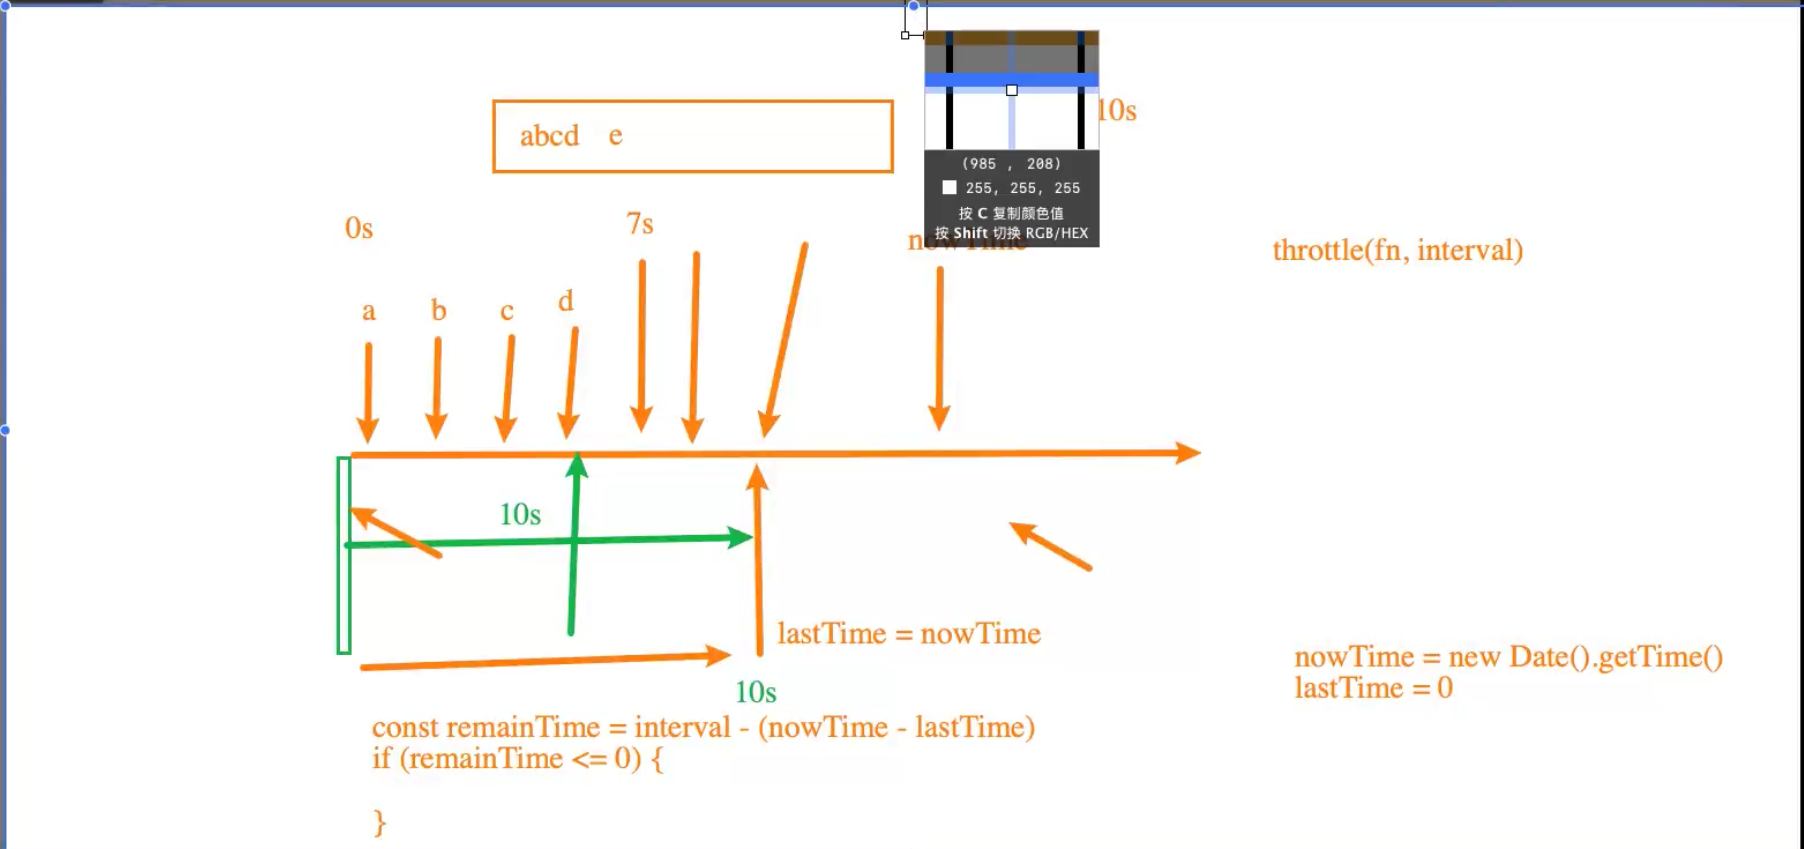 10s
abcd e
(985 , 208)
255, 255, 255
按 C 复制颜色值
按 Shift 切换 RGB/HEX
0s
7s
nowTime
throttle(fn, interval)
a
b
c
d
10s
lastTime = nowTime
10s
nowTime = new Date().getTime()
lastTime = 0
const remainTime = interval - (nowTime - lastTime)
if (remainTime <= 0) {
}